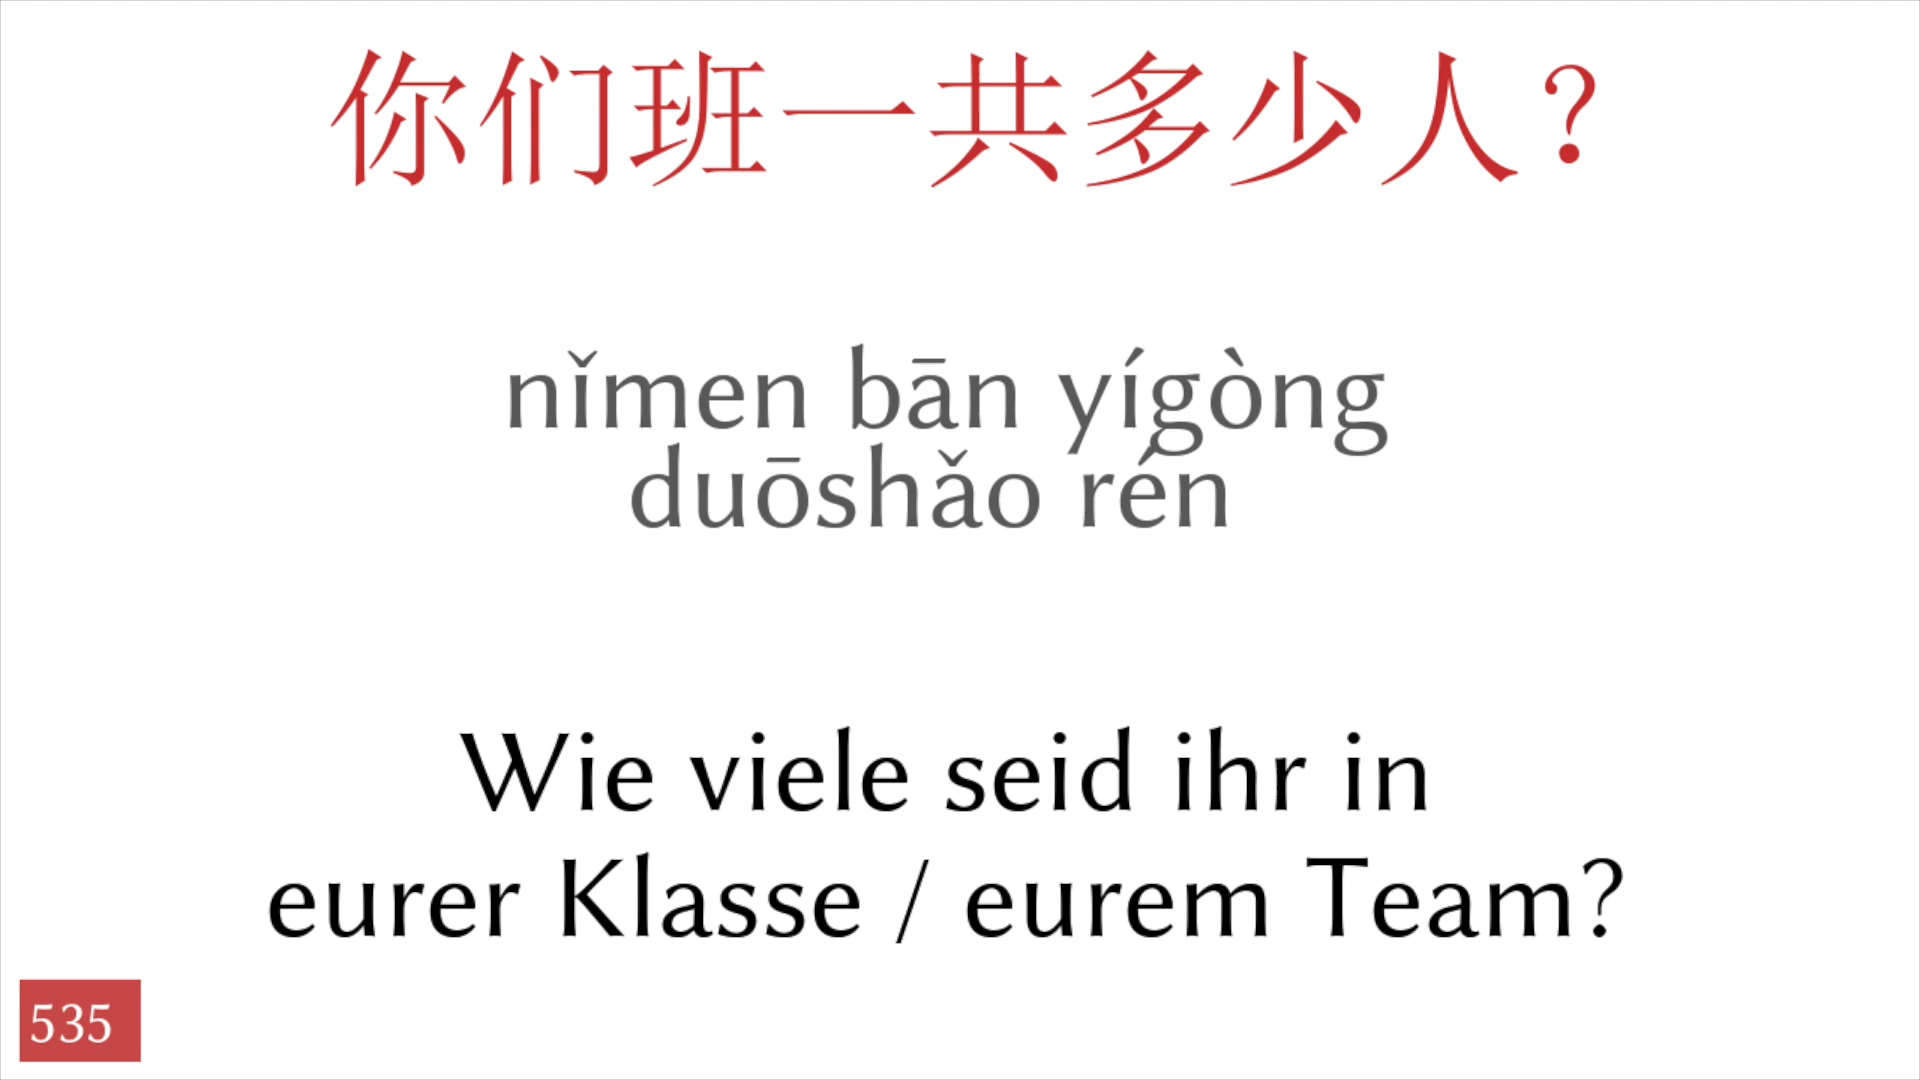 你们班一共多少人？
nǐmen bān yígòng
duōshǎo rén
Wie viele seid ihr in
eurer Klasse / eurem Team?
535